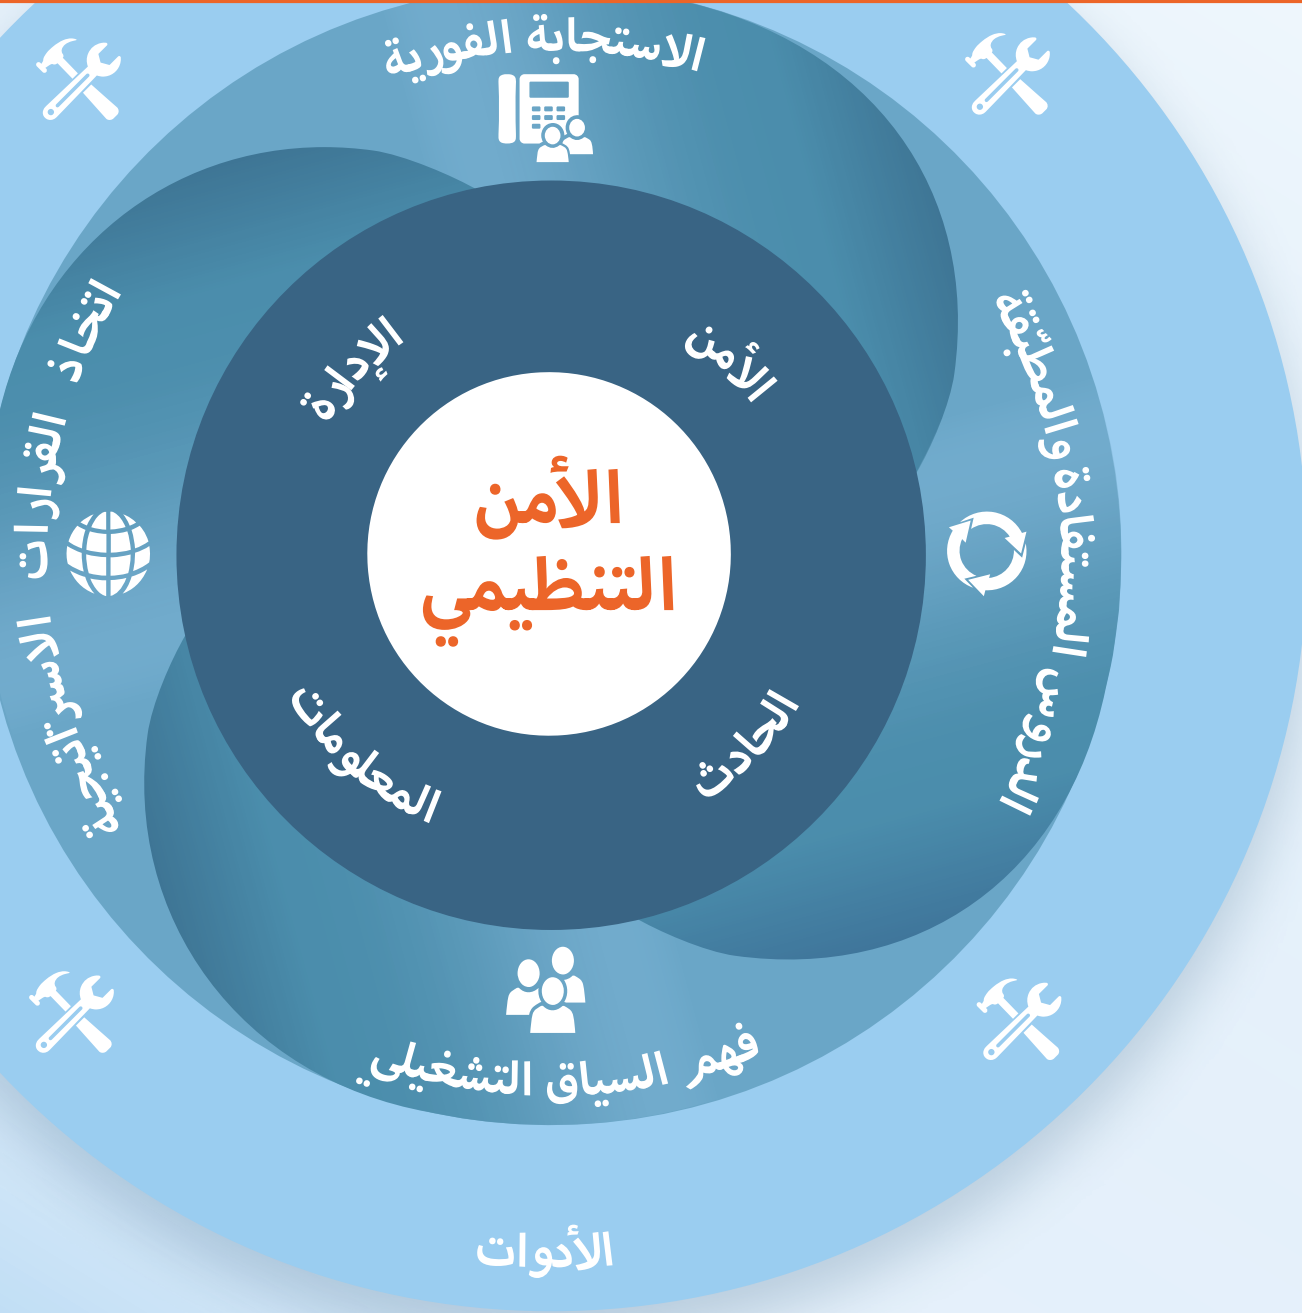 الاستجابة الفورية
الدروس المستفادة والمطبّقة
اتخاذ القرارات الاستراتيجية
الأمن
الإدارة
الأمن
التنظيمي
الحادث
المعلومات
فهم السياق التشغيلي
الأدوات